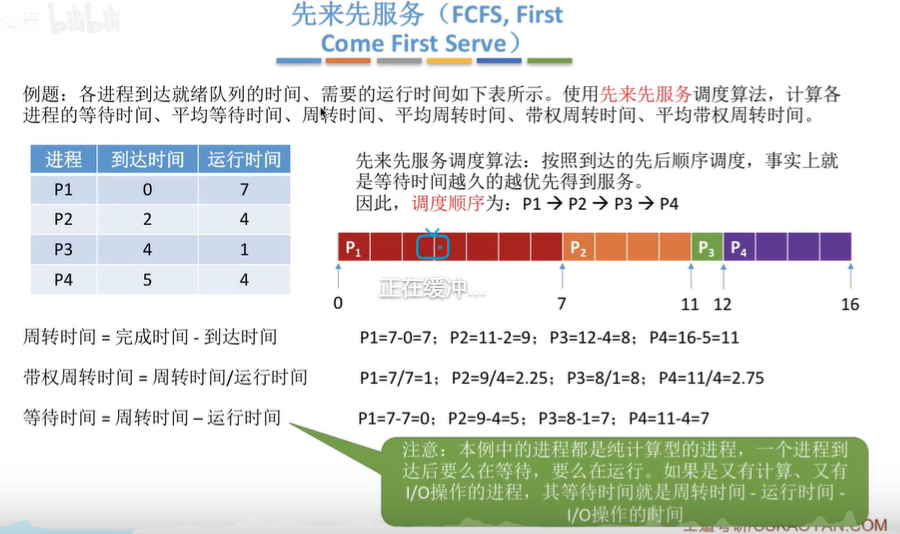 先来先服务（FCFS, First
Come First Serve）
例题：各进程到达就绪队列的时间、需要的运行时间如下表所示。使用先来先服务调度算法，计算各
进程的等待时间、平均等待时间、周转时间、平均周转时间、带权周转时间、平均带权周转时间。
进程 到达时间 运行时间
P1 0 7
P2 2 4
P3 4 1
P4 5 4
先来先服务调度算法：按照到达的先后顺序调度，事实上就
是等待时间越久的越优先得到服务。
因此，调度顺序为：P1 → P2 → P3 → P4
P1 P2 P3 P4
正在缓冲...
0 7 11 12 16
周转时间 = 完成时间 - 到达时间 P1=7-0=7；P2=11-2=9；P3=12-4=8；P4=16-5=11
带权周转时间 = 周转时间/运行时间 P1=7/7=1；P2=9/4=2.25；P3=8/1=8；P4=11/4=2.75
等待时间 = 周转时间 – 运行时间 P1=7-7=0；P2=9-4=5；P3=8-1=7；P4=11-4=7
注意：本例中的进程都是纯计算型的进程，一个进程到
达后要么在等待，要么在运行。如果是又有计算、又有
I/O操作的进程，其等待时间就是周转时间 - 运行时间 -
I/O操作的时间